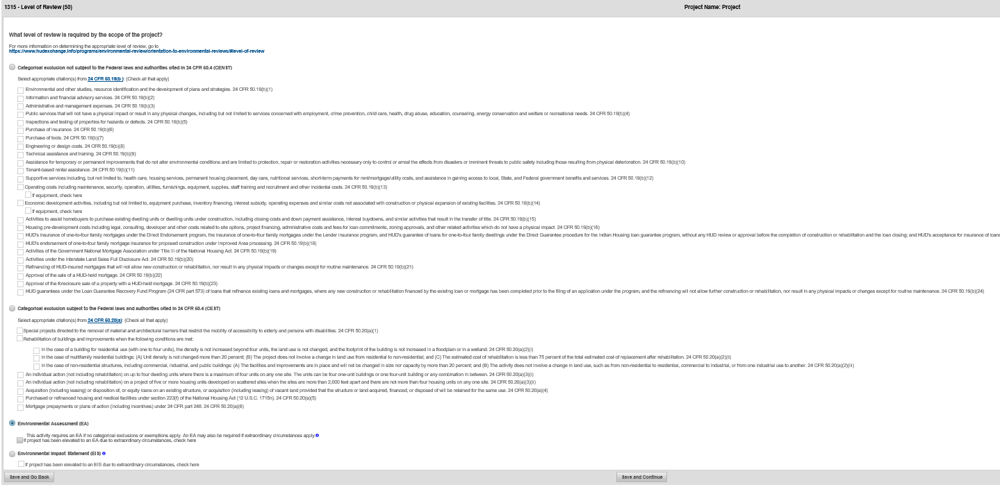 1315 - Level of Review (50)
Project Name: Project
What level of review is required by the scope of the project?
For more information on determining the appropriate level of review, go to
https://www.hudexchange.info/programs/environmental-review/orientation-to-environmental-reviews/#level-of-review
Categorical exclusion not subject to the Federal laws and authorities cited in 24 CFR 50.4 (CENST)
Select appropriate citation(s) from 24 CFR 50.19(b ): (Check all that apply)
Environmental and other studies, resource identification and the development of plans and strategies. 24 CFR 50.19(b)(1)
Information and financial advisory services. 24 CFR 50.19(b)(2)
Administrative and management expenses. 24 CFR 50.19(b)(3)
Public services that will not have a physical impact or result in any physical changes, including but not limited to services concerned with employment, crime prevention, child care, health, drug abuse, education, counseling, energy conservation and welfare or recreational needs. 24 CFR 50.19(b)(4)
Inspections and testing of properties for hazards or defects. 24 CFR 50.19(b)(5)
Purchase of insurance. 24 CFR 50.19(b)(6)
Purchase of tools. 24 CFR 50.19(b)(7)
Engineering or design costs. 24 CFR 50.19(b)(8)
Technical assistance and training. 24 CFR 50.19(b)(9)
Assistance for temporary or permanent improvements that do not alter environmental conditions and are limited to protection, repair or restoration activities necessary only to control or arrest the effects from disasters or imminent threats to public safety including those resulting from physical deterioration. 24 CFR 50.19(b)(10)
Tenant-based rental assistance. 24 CFR 50.19(b)(11)
Supportive services including, but not limited to, health care, housing services, permanent housing placement, day care, nutritional services, short-term payments for rent/mortgage/utility costs, and assistance in gaining access to local, State, and Federal government benefits and services. 24 CFR 50.19(b)(12)
Operating costs including maintenance, security, operation, utilities, furnishings, equipment, supplies, staff training and recruitment and other incidental costs. 24 CFR 50.19(b)(13)
If equipment, check here
Economic development activities, including but not limited to, equipment purchase, inventory financing, interest subsidy, operating expenses and similar costs not associated with construction or physical expansion of existing facilities. 24 CFR 50.19(b)(14)
If equipment, check here
Activities to assist homebuyers to purchase existing dwelling units or dwelling units under construction, including closing costs and down payment assistance, interest buydowns, and similar activities that result in the transfer of title. 24 CFR 50.19(b)(15)
Housing pre-development costs including legal, consulting, developer and other costs related to site options, project financing, administrative costs and fees for loan commitments, zoning approvals, and other related activities which do not have a physical impact. 24 CFR 50.19(b)(16)
HUD's insurance of one-to-four family mortgages under the Direct Endorsement program, the insurance of one-to-four family mortgages under the Lender Insurance program, and HUD's guarantee of loans for one-to-four family dwellings under the Direct Guarantee procedure for the Indian Housing loan guarantee program, without any HUD review or approval before the completion of construction or rehabilitation and the loan closing; and HUD's acceptance for insurance of loans
HUD's endorsement of one-to-four family mortgage insurance for proposed construction under Improved Area processing. 24 CFR 50.19(b)(18)
Activities of the Government National Mortgage Association under Title III of the National Housing Act. 24 CFR 50.19(b)(19)
Activities under the Interstate Land Sales Full Disclosure Act. 24 CFR 50.19(b)(20)
Refinancing of HUD-insured mortgages that will not allow new construction or rehabilitation, nor result in any physical impacts or changes except for routine maintenance. 24 CFR 50.19(b)(21)
Approval of the sale of a HUD-held mortgage. 24 CFR 50.19(b)(22)
Approval of the foreclosure sale of a property with a HUD-held mortgage. 24 CFR 50.19(b)(23)
HUD guarantees under the Loan Guarantee Recovery Fund Program (24 CFR part 573) of loans that refinance existing loans and mortgages, where any new construction or rehabilitation financed by the existing loan or mortgage has been completed prior to the filing of an application under the program, and the refinancing will not allow further construction or rehabilitation, nor result in any physical impacts or changes except for routine maintenance. 24 CFR 50.19(b)(24)
Categorical exclusion subject to the Federal laws and authorities cited in 24 CFR 50.4 (CEST)
Select appropriate citation(s) from 24 CFR 50.20(a): (Check all that apply)
Special projects directed to the removal of material and architectural barriers that restrict the mobility of accessibility to elderly and persons with disabilities. 24 CFR 50.20(a)(1)
Rehabilitation of buildings and improvements when the following conditions are met:
In the case of a building for residential use (with one to four units), the density is not increased beyond four units, the land use is not changed, and the footprint of the building is not increased in a floodplain or in a wetland. 24 CFR 50.20(a)(2)(i)
In the case of multifamily residential buildings: (A) Unit density is not changed more than 20 percent; (B) The project does not involve a change in land use from residential to non-residential; and (C) The estimated cost of rehabilitation is less than 75 percent of the total estimated cost of replacement after rehabilitation. 24 CFR 50.20(a)(2)(ii)
In the case of non-residential structures, including commercial, industrial, and public buildings: (A) The facilities and improvements are in place and will not be changed in size nor capacity by more than 20 percent; and (B) The activity does not involve a change in land use, such as from non-residential to residential, commercial to industrial, or from one industrial use to another. 24 CFR 50.20(a)(2)(iii)
An individual action (not including rehabilitation) on up to four dwelling units where there is a maximum of four units on any one site. The units can be four one-unit buildings or one four-unit building or any combination in between. 24 CFR 50.20(a)(3)(i)
An individual action (not including rehabilitation) on a project of five or more housing units developed on scattered sites when the sites are more than 2,000 feet apart and there are not more than four housing units on any one site. 24 CFR 50.20(a)(3)(ii)
Acquisition (including leasing) or disposition of, or equity loans on an existing structure, or acquisition (including leasing) of vacant land provided that the structure or land acquired, financed, or disposed of will be retained for the same use. 24 CFR 50.20(a)(4)
Purchased or refinanced housing and medical facilities under section 223(f) of the National Housing Act (12 U.S.C. 1715n). 24 CFR 50.20(a)(5)
Mortgage prepayments or plans of action (including incentives) under 24 CFR part 248. 24 CFR 50.20(a)(6)
Environmental Assessment (EA)
This activity requires an EA if no categorical exclusions or exemptions apply. An EA may also be required if extraordinary circumstances apply.
If project has been elevated to an EA due to extraordinary circumstances, check here
Environmental Impact Statement (EIS)
If project has been elevated to an EIS due to extraordinary circumstances, check here
Save and Go Back
Save and Continue